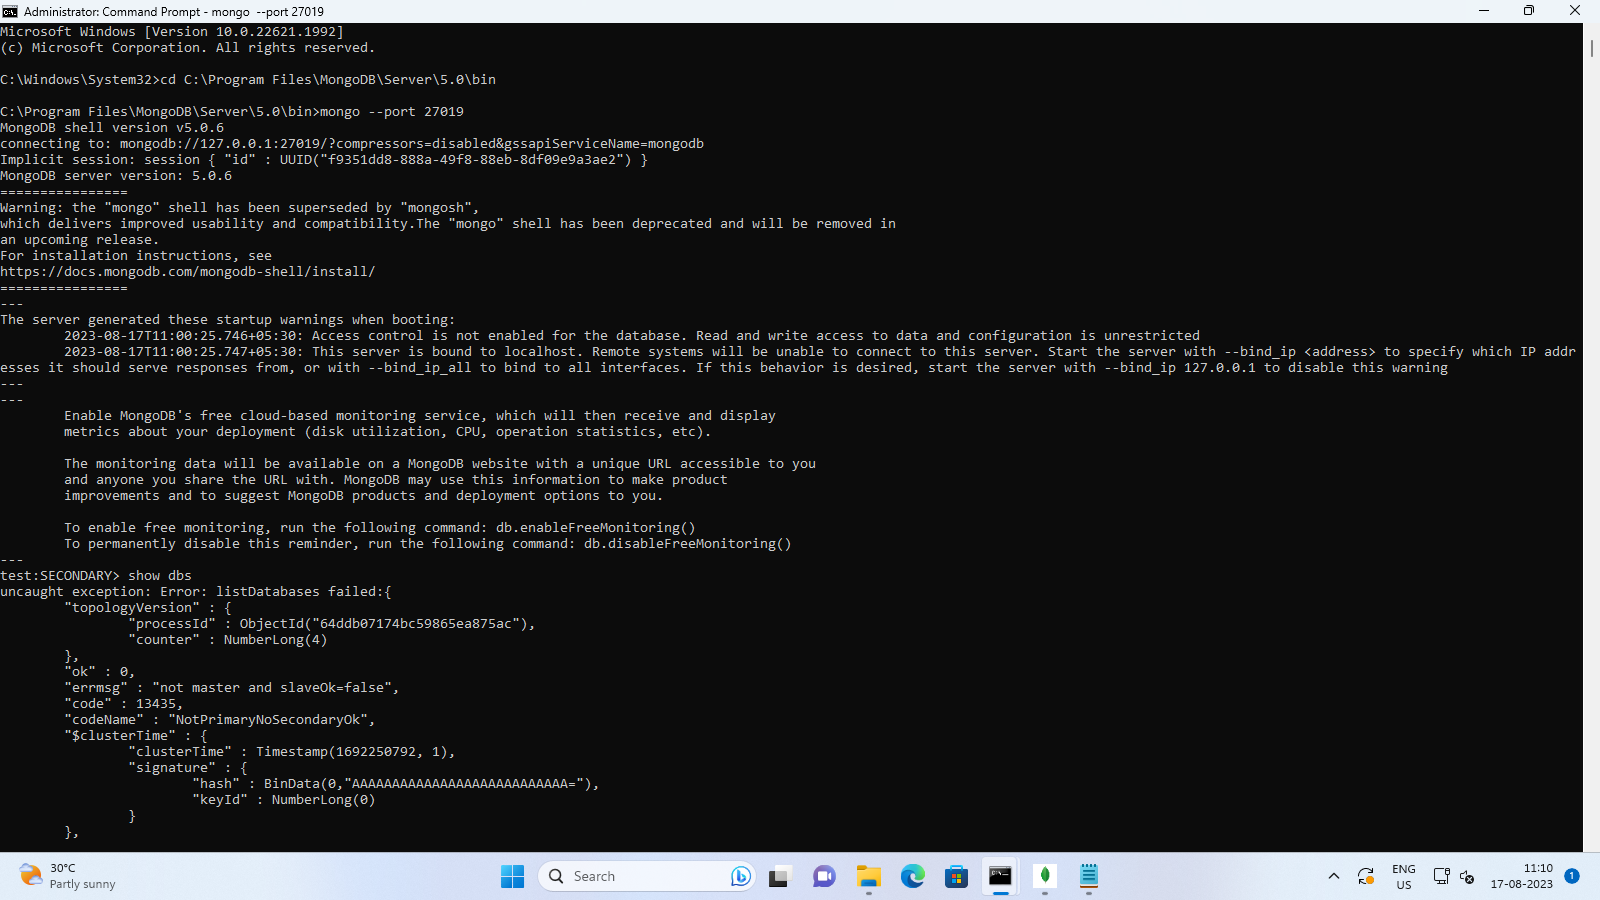 Administrator: Command Prompt - mongo  --port 27019
Microsoft Windows [Version 10.0.22621.1992]
(c) Microsoft Corporation. All rights reserved.
C:\Windows\System32>cd C:\Program Files\MongoDB\Server\5.0\bin
C:\Program Files\MongoDB\Server\5.0\bin>mongo --port 27019
MongoDB shell version v5.0.6
connecting to: mongodb://127.0.0.1:27019/?compressors=disabled&gssapiServiceName=mongodb
Implicit session: session { "id" : UUID("f9351dd8-888a-49f8-88eb-8df09e9a3ae2") }
MongoDB server version: 5.0.6
================
Warning: the "mongo" shell has been superseded by "mongosh",
which delivers improved usability and compatibility.The "mongo" shell has been deprecated and will be removed in
an upcoming release.
For installation instructions, see
https://docs.mongodb.com/mongodb-shell/install/
================
---
The server generated these startup warnings when booting:
        2023-08-17T11:00:25.746+05:30: Access control is not enabled for the database. Read and write access to data and configuration is unrestricted
        2023-08-17T11:00:25.747+05:30: This server is bound to localhost. Remote systems will be unable to connect to this server. Start the server with --bind_ip <address> to specify which IP addr
esses it should serve responses from, or with --bind_ip_all to bind to all interfaces. If this behavior is desired, start the server with --bind_ip 127.0.0.1 to disable this warning
---
---
        Enable MongoDB's free cloud-based monitoring service, which will then receive and display
        metrics about your deployment (disk utilization, CPU, operation statistics, etc).
        The monitoring data will be available on a MongoDB website with a unique URL accessible to you
        and anyone you share the URL with. MongoDB may use this information to make product
        improvements and to suggest MongoDB products and deployment options to you.
        To enable free monitoring, run the following command: db.enableFreeMonitoring()
        To permanently disable this reminder, run the following command: db.disableFreeMonitoring()
---
test:SECONDARY> show dbs
uncaught exception: Error: listDatabases failed:{
        "topologyVersion" : {
                "processId" : ObjectId("64ddb07174bc59865ea875ac"),
                "counter" : NumberLong(4)
        },
        "ok" : 0,
        "errmsg" : "not master and slaveOk=false",
        "code" : 13435,
        "codeName" : "NotPrimaryNoSecondaryOk",
        "$clusterTime" : {
                "clusterTime" : Timestamp(1692250792, 1),
                "signature" : {
                        "hash" : BinData(0,"AAAAAAAAAAAAAAAAAAAAAAAAAAA="),
                        "keyId" : NumberLong(0)
                }
        },
30°C
Partly sunny
Search
ENG
US
11:10
17-08-2023
1